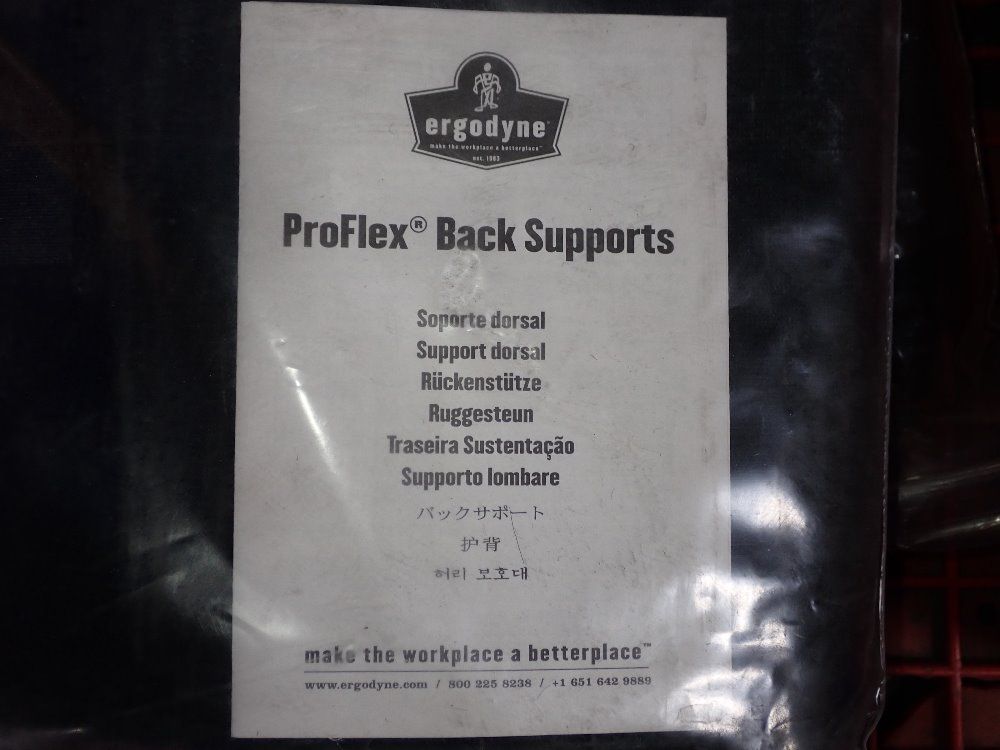 ergodyne™
make the workplace a betterplace™
est. 1983
ProFlex® Back Supports
Soporte dorsal
Support dorsal
Rückenstütze
Ruggesteun
Traseira Sustentação
Supporto lombare
バックサポート
护背
허리 보호대
make the workplace a betterplace™
www.ergodyne.com / 800 225 8238 / +1 651 642 9889